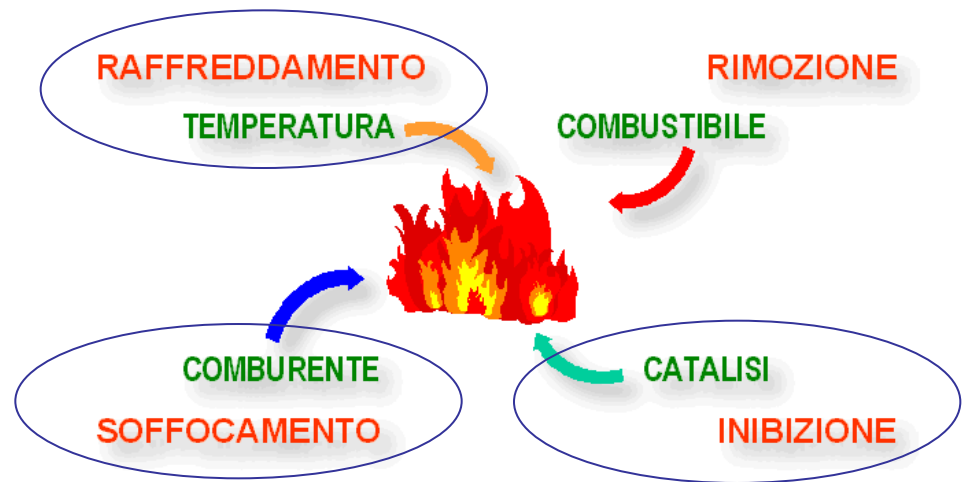 RAFFREDDAMENTO
TEMPERATURA
RIMOZIONE
COMBUSTIBILE
COMBURENTE
SOFFOCAMENTO
CATALISI
INIBIZIONE